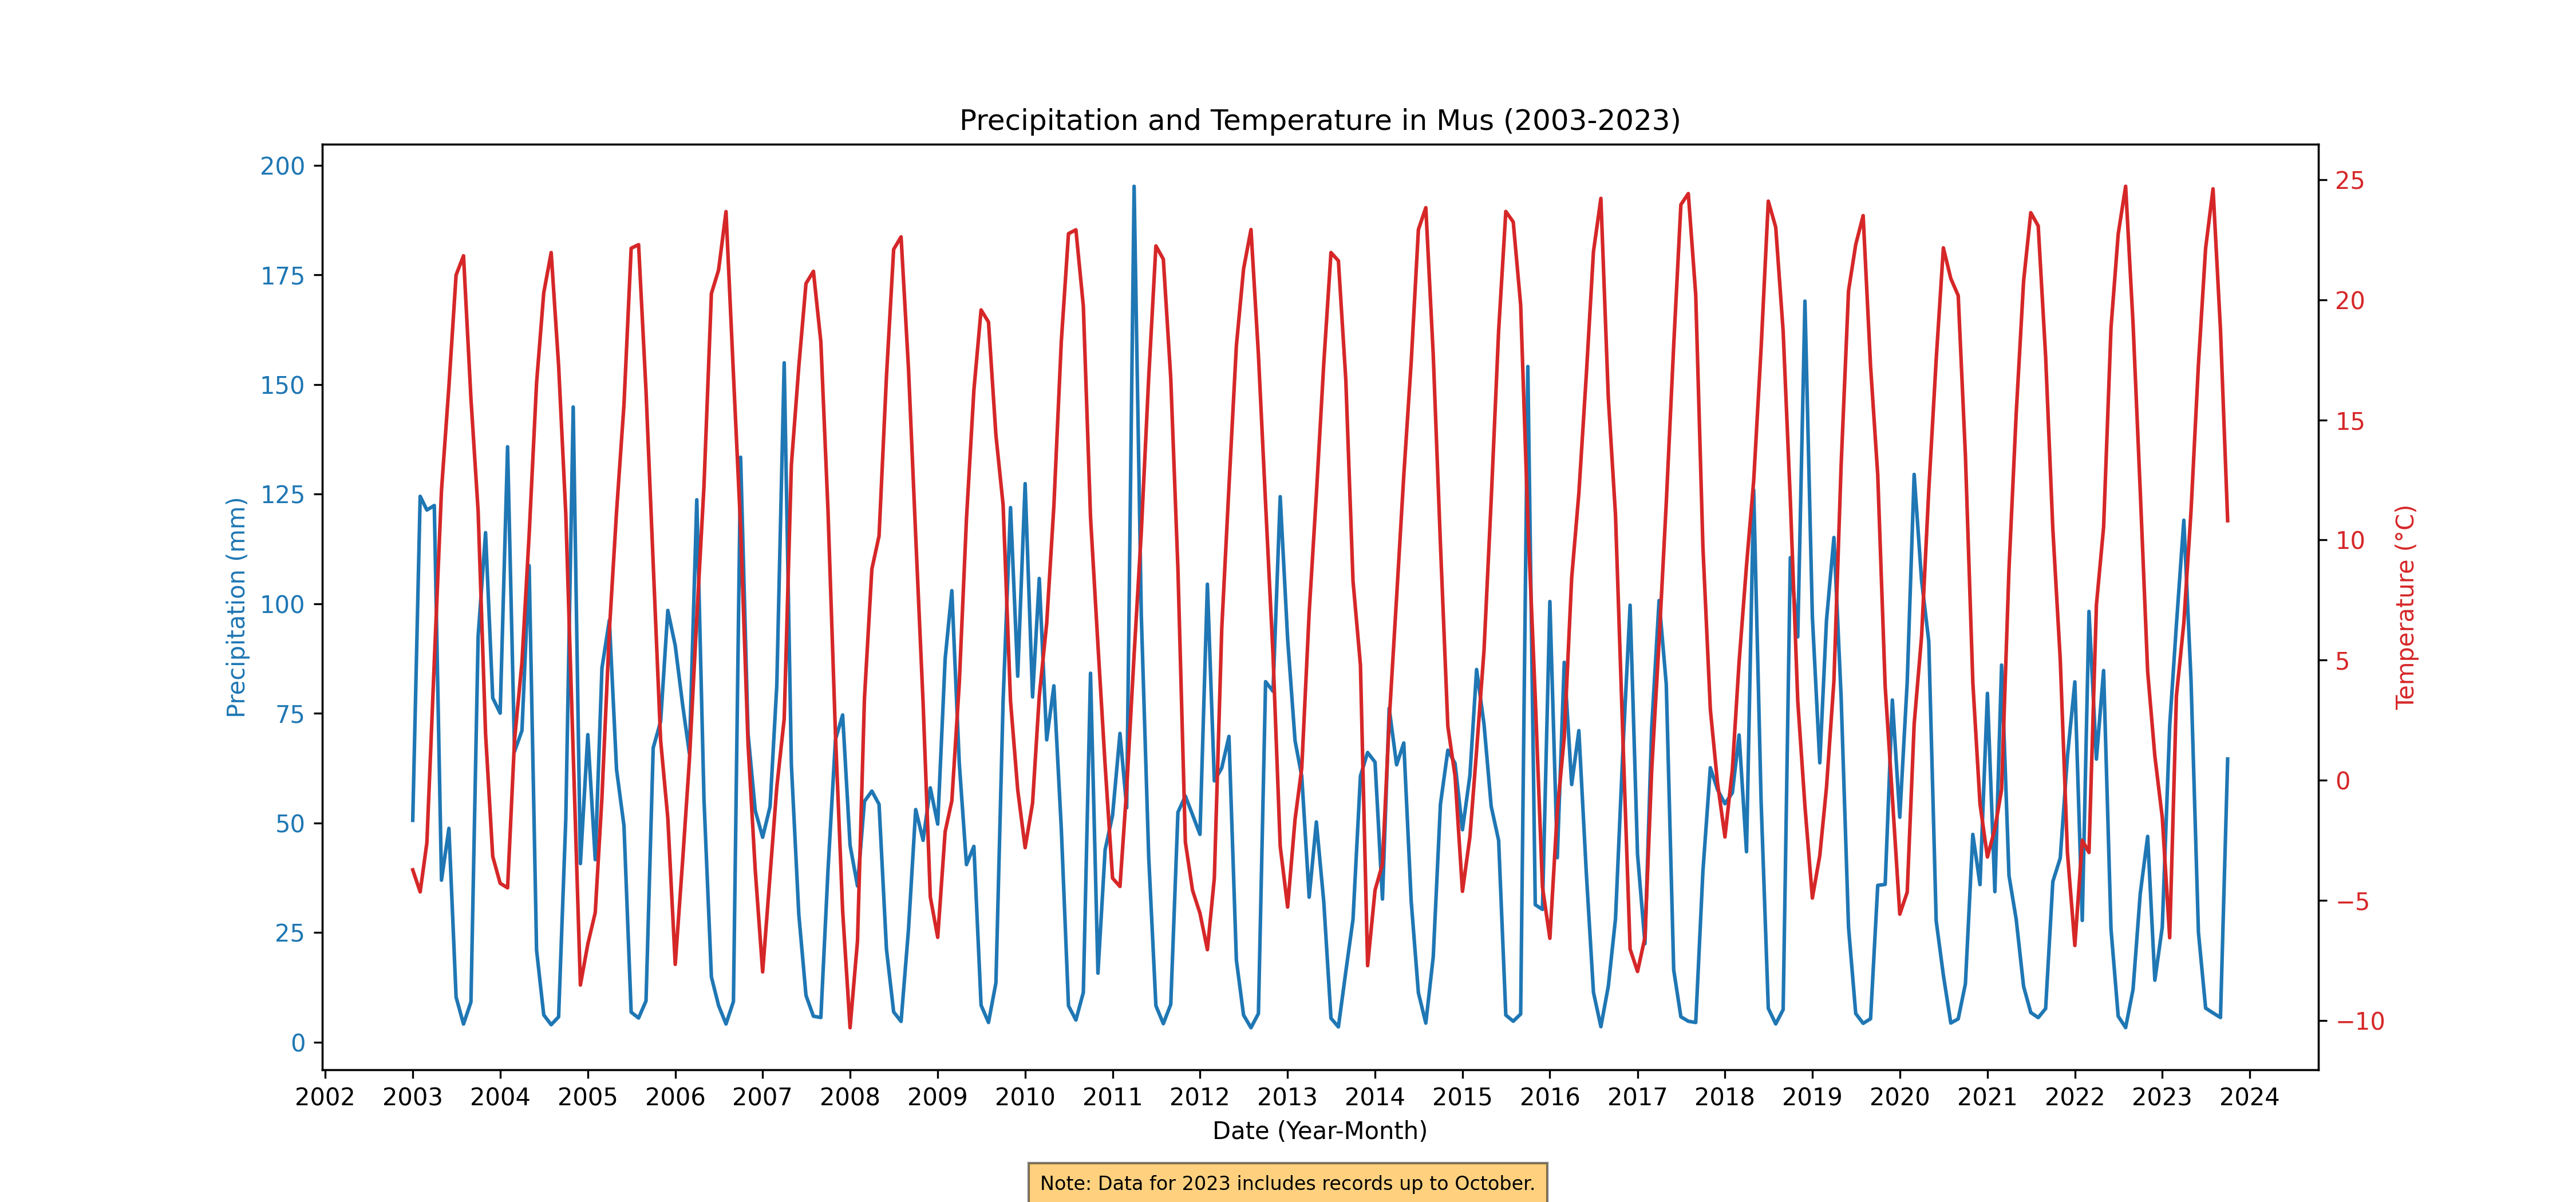 Precipitation and Temperature in Mus (2003-2023)
Precipitation (mm)
200
175
150
125
100
75
50
25
0
25
20
15
10
5
0
−5
−10
Temperature (°C)
2002 2003 2004 2005 2006 2007 2008 2009 2010 2011 2012 2013 2014 2015 2016 2017 2018 2019 2020 2021 2022 2023 2024
Date (Year-Month)
Note: Data for 2023 includes records up to October.